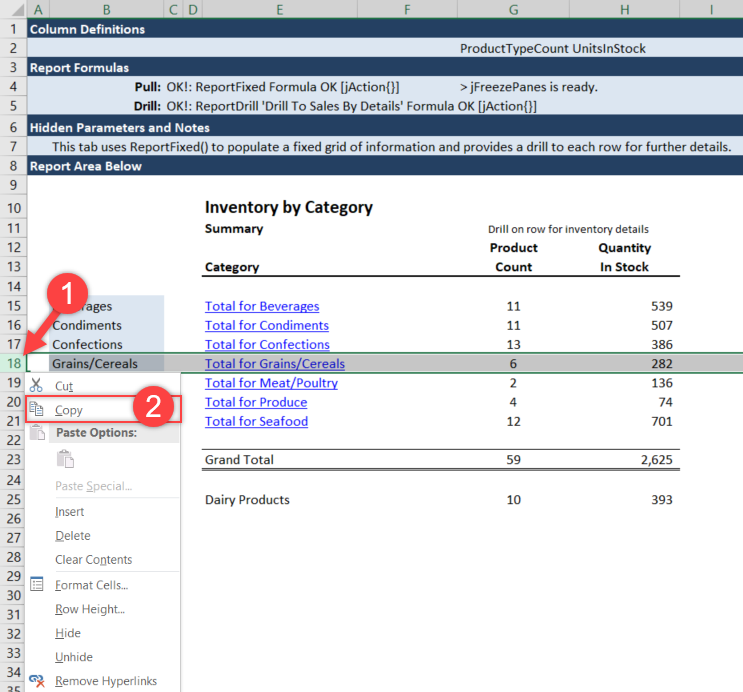 A B C D E F G H I
1 Column Definitions
2 ProductTypeCount UnitsInStock
3 Report Formulas
4 Pull: OK!: ReportFixed Formula OK [jAction{}] > jFreezePanes is ready.
5 Drill: OK!: ReportDrill 'Drill To Sales By Details' Formula OK [jAction{}]
6 Hidden Parameters and Notes
7 This tab uses ReportFixed() to populate a fixed grid of information and provides a drill to each row for further details.
8 Report Area Below
9
10 Inventory by Category
11 Summary Drill on row for inventory details
12 Product Quantity
13 Category Count In Stock
14
1
15 rages Total for Beverages 11 539
16 Condiments Total for Condiments 11 507
17 Confections Total for Confections 13 386
18 Grains/Cereals Total for Grains/Cereals 6 282
19 Cut Total for Meat/Poultry 2 136
20 Copy 2 Total for Produce 4 74
21 Total for Seafood 12 701
22 Paste Options:
23 Grand Total 59 2,625
24 Paste Special...
25 Insert Dairy Products 10 393
26
27 Delete
28 Clear Contents
29 Format Cells...
30
31 Row Height...
32 Hide
33 Unhide
34 Remove Hyperlinks
35